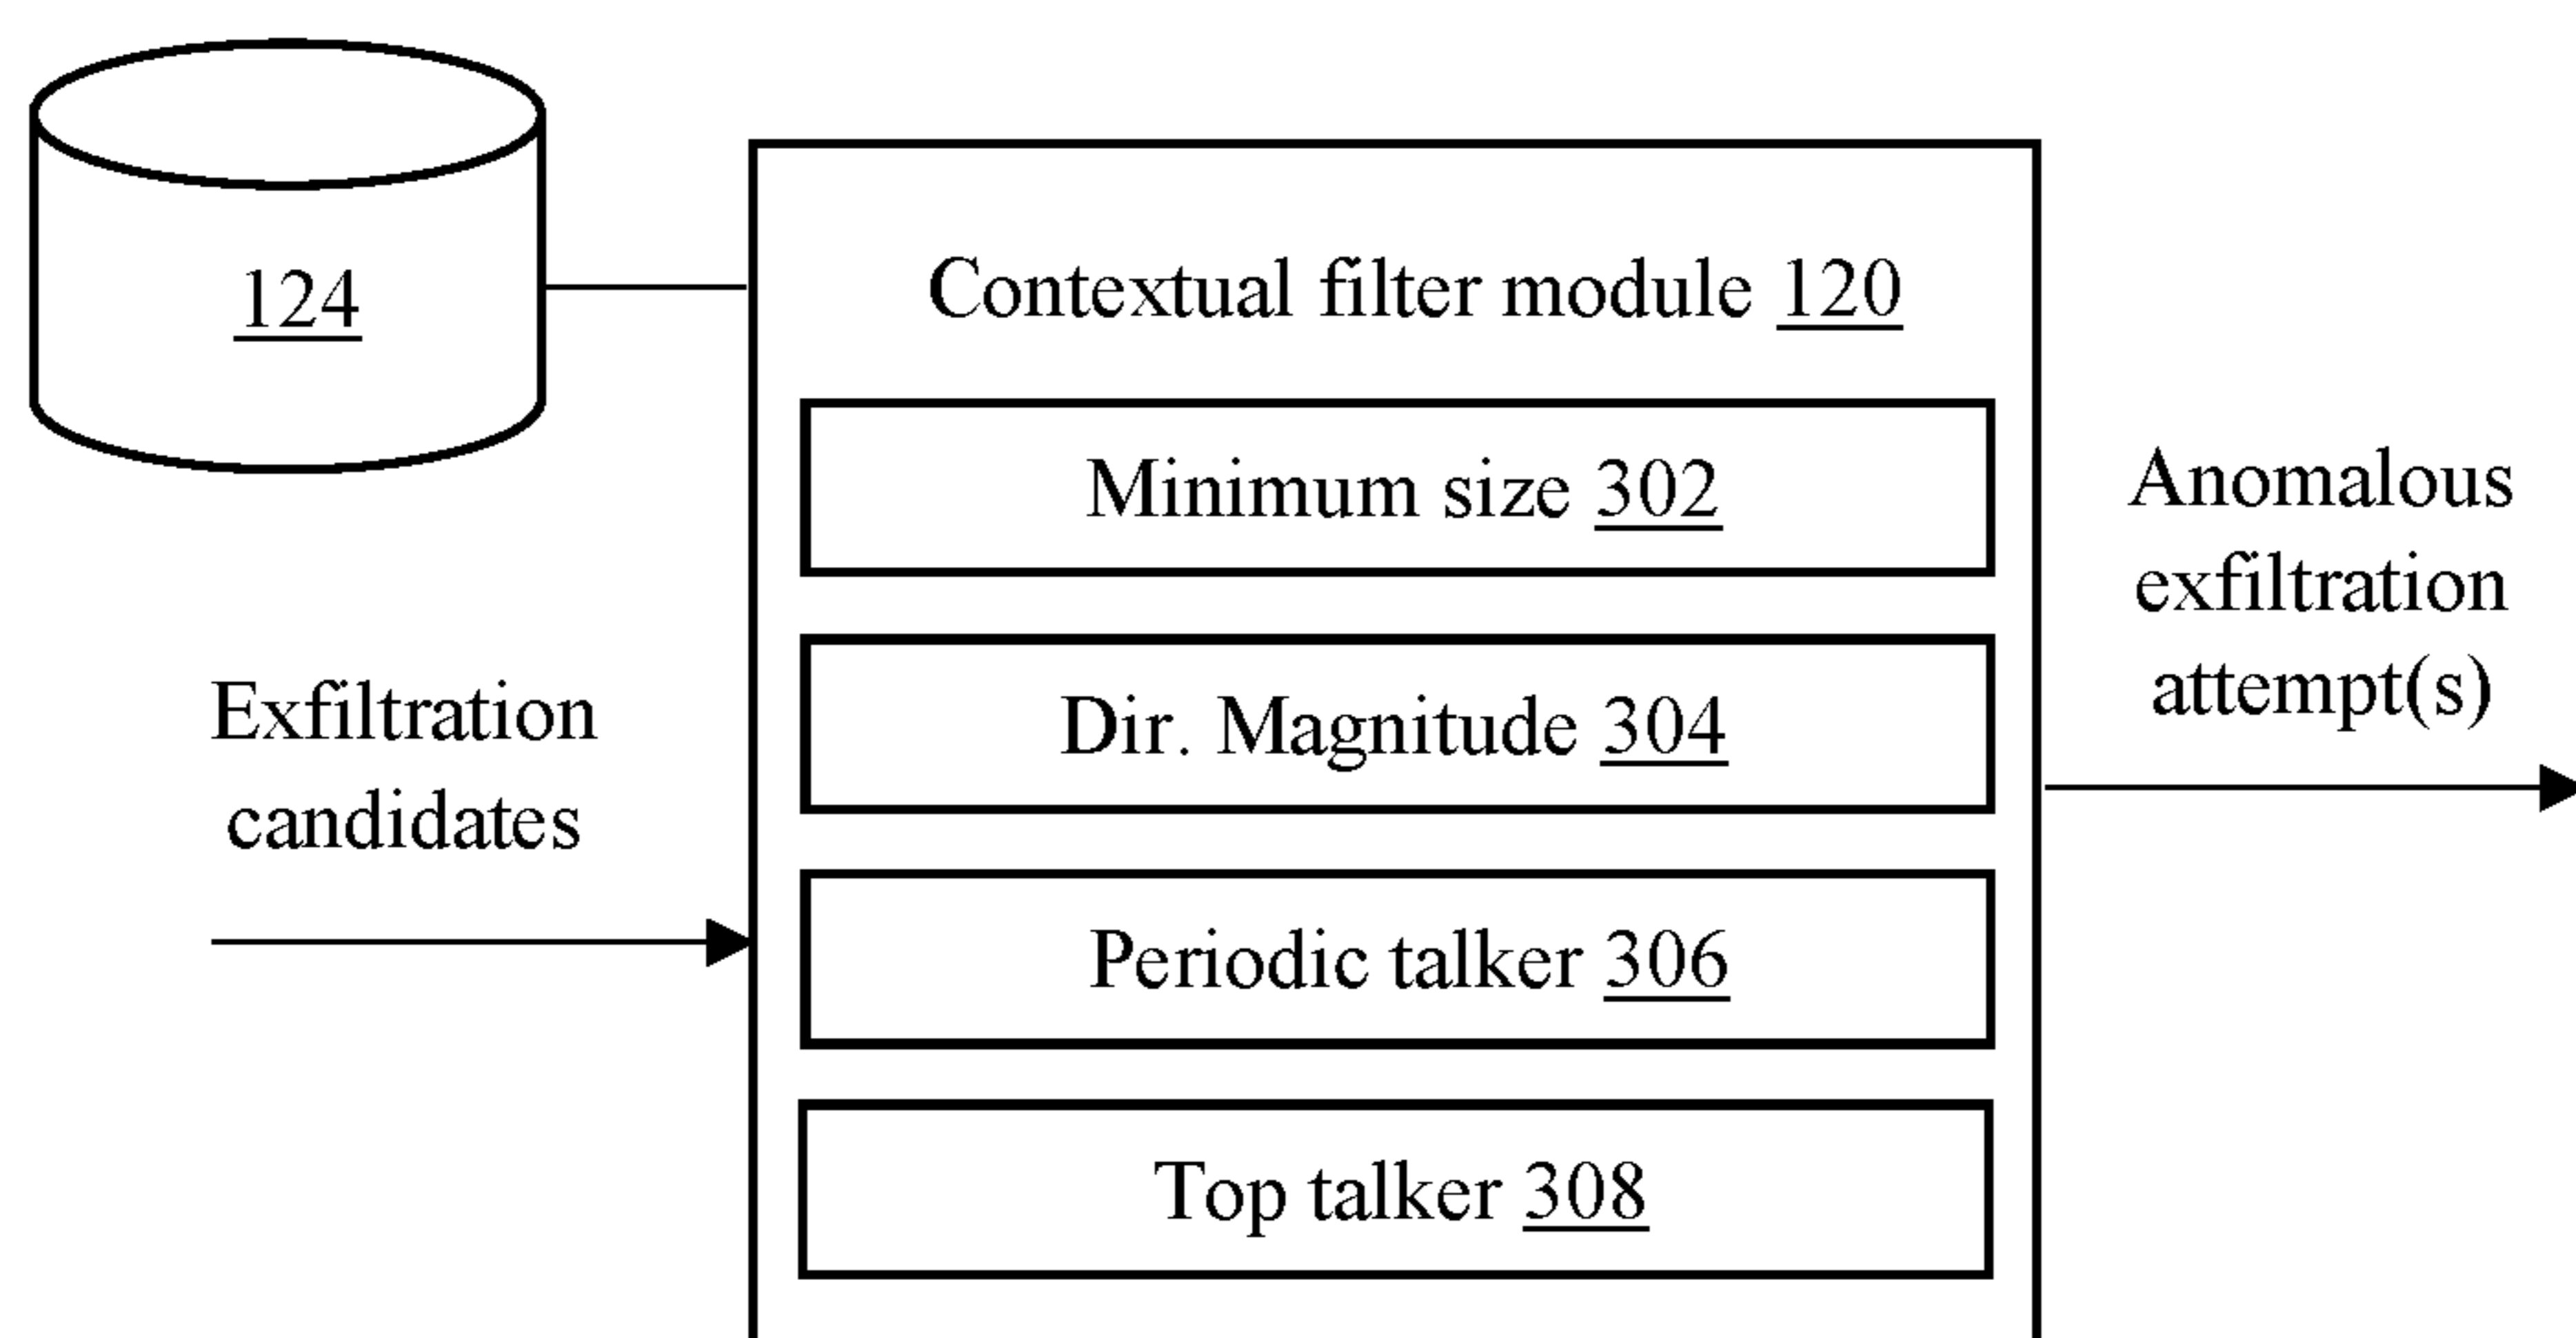 124
Contextual filter module 120
Minimum size 302
Dir. Magnitude 304
Periodic talker 306
Top talker 308
Exfiltration
candidates
Anomalous
exfiltration
attempt(s)